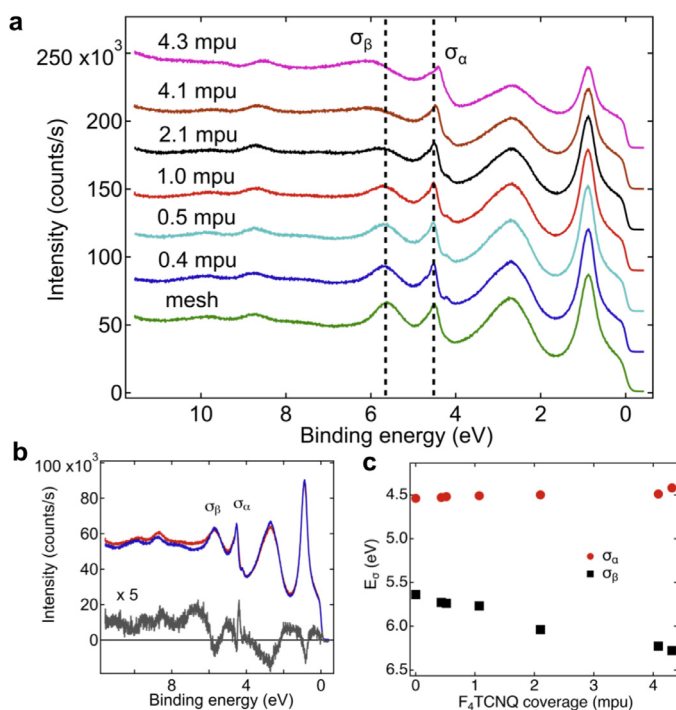 a
250 ×10³
200
150
100
50
0
Intensity (counts/s)
4.3 mpu
4.1 mpu
2.1 mpu
1.0 mpu
0.5 mpu
0.4 mpu
mesh
σβ
σα
10
8
6
4
2
0
Binding energy (eV)
b
100 ×10³
80
60
40
20
0
Intensity (counts/s)
σβ
σα
x 5
8
4
0
Binding energy (eV)
c
4.5
5.0
5.5
6.0
6.5
Eσ (eV)
σα
σβ
0
1
2
3
4
F₄TCNQ coverage (mpu)